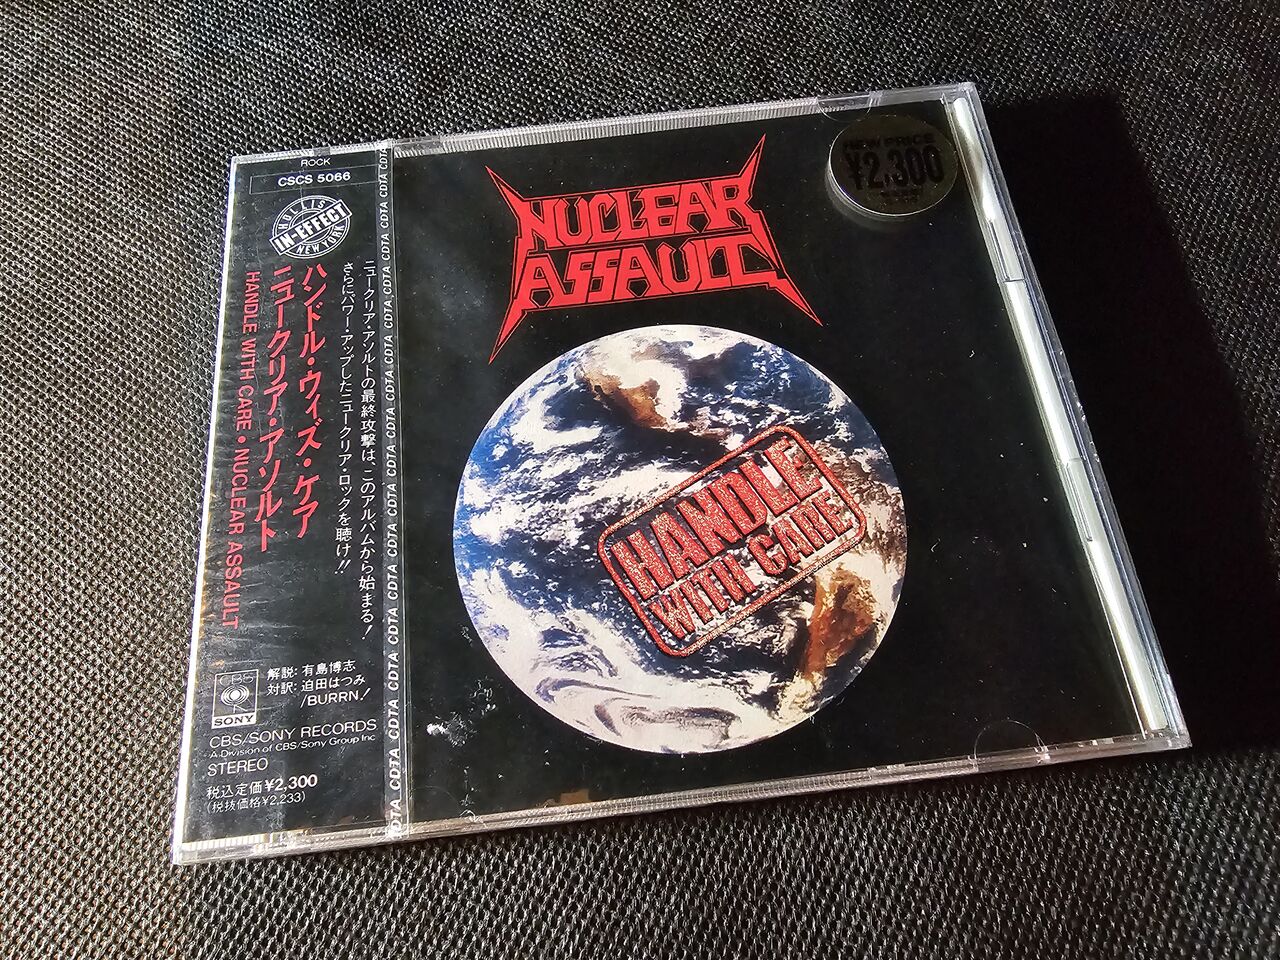 ROCK
CSCS 5066
HOLLIS
IN-EFFECT
NEW YORK
ハンドル・ウィズ・ケア
ニュークリア・アソルト
HANDLE WITH CARE • NUCLEAR ASSAULT
ニュークリア・アソルトの最終攻撃は、このアルバムから始まる!
さらにパワー・アップしたニュークリア・ロックを聴け!!
CBS
SONY
解説:有島博志
対訳:迫田はつみ
/BURRN!
CBS/SONY RECORDS
A Division of CBS/Sony Group Inc
STEREO
税込定価¥2,300
(税抜価格¥2,233)
CDTA CDTA CDTA CDTA CDTA CDTA CDTA CDTA CDTA CDTA CDTA CDTA CDTA CDTA
NUCLEAR
ASSAULT
NEW PRICE
¥2,300
HANDLE
WITH CARE